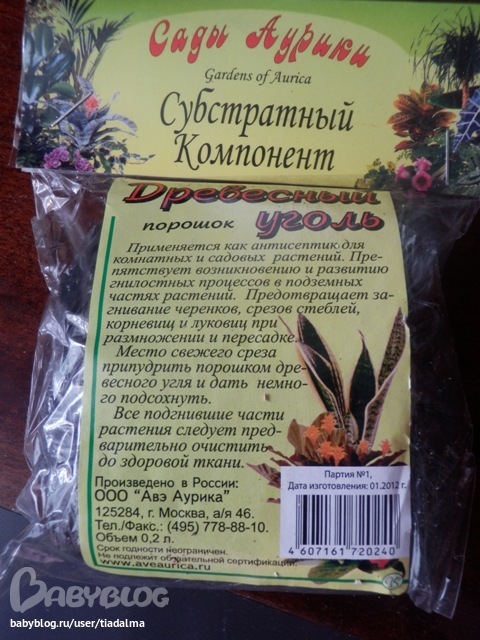 Сады Аурики
Gardens of Aurica
Субстратный
Компонент
Древесный
порошок уголь
Применяется как антисептик для
комнатных и садовых растений. Пре-
пятствует возникновению и развитию
гнилостных процессов в подземных
частях растений. Предотвращает за-
гнивание черенков, срезов стеблей,
корневищ и луковиц при
размножении и пересадке.
Место свежего среза
припудрить порошком дре-
весного угля и дать немно-
го подсохнуть.
Все подгнившие части
растения следует пред-
варительно очистить
до здоровой ткани.
Произведено в России:
ООО "Авэ Аурика"
125284, г. Москва, а/я 46.
Тел./Факс.: (495) 778-88-10.
Объем 0,2 л.
Срок годности неограничен.
Не подлежит обязательной сертификации.
www.aveaurica.ru
Партия №1,
Дата изготовления: 01.2012 г.
4 607161 720240
BABYBLOG
babyblog.ru/user/tiadalma